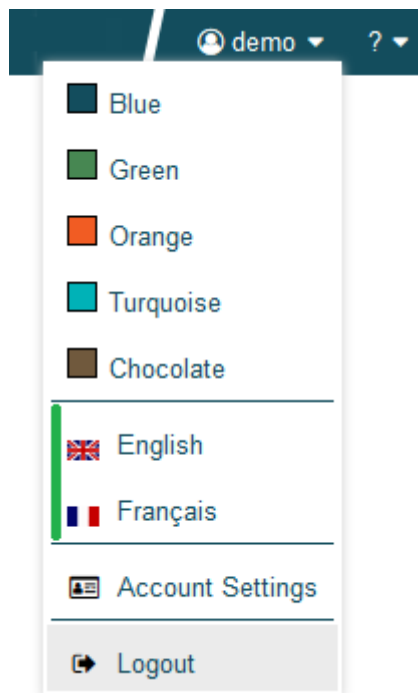 demo
?
Blue
Green
Orange
Turquoise
Chocolate
English
Français
Account Settings
Logout